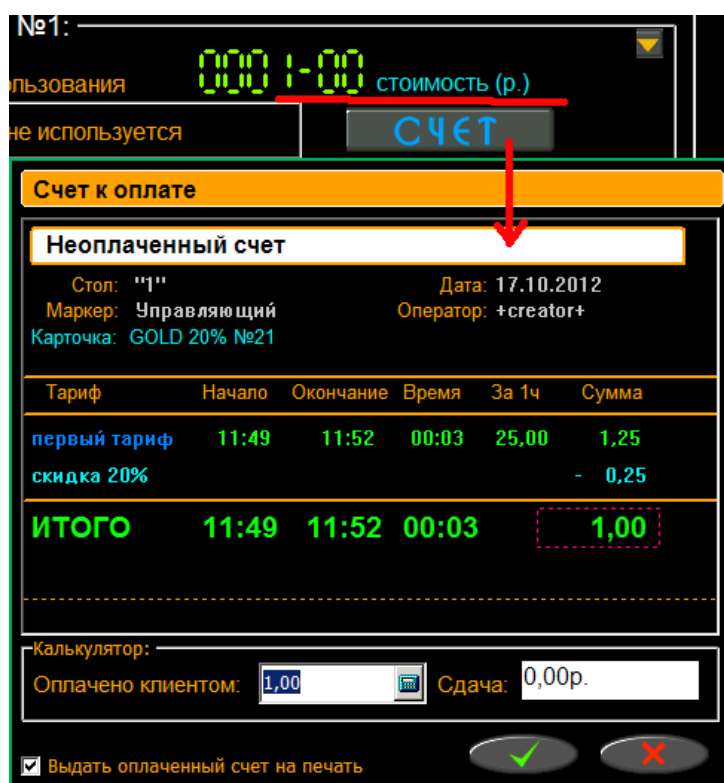 №1:
ользования 0001-00 стоимость (р.)
не используется СЧЕТ
Счет к оплате
Неоплаченный счет
Стол: "1" Дата: 17.10.2012
Маркер: Управляющий Оператор: +creator+
Карточка: GOLD 20% №21
Тариф Начало Окончание Время За 1ч Сумма
первый тариф 11:49 11:52 00:03 25,00 1,25
скидка 20% - 0,25
ИТОГО 11:49 11:52 00:03 1,00
Калькулятор:
Оплачено клиентом: 1,00 Сдача: 0,00р.
Выдать оплаченный счет на печать